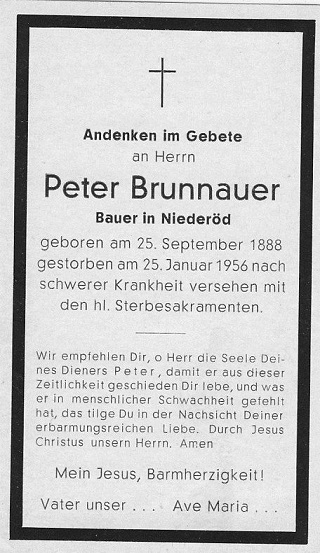 Andenken im Gebete
an Herrn
Peter Brunnauer
Bauer in Niederöd
geboren am 25. September 1888
gestorben am 25. Januar 1956 nach
schwerer Krankheit versehen mit
den hl. Sterbesakramenten.
Wir empfehlen Dir, o Herr die Seele Dei-
nes Dieners Peter, damit er aus dieser
Zeitlichkeit geschieden Dir lebe, und was
er in menschlicher Schwachheit gefehlt
hat, das tilge Du in der Nachsicht Deiner
erbarmungsreichen Liebe. Durch Jesus
Christus unsern Herrn. Amen
Mein Jesus, Barmherzigkeit!
Vater unser . . . Ave Maria . . .